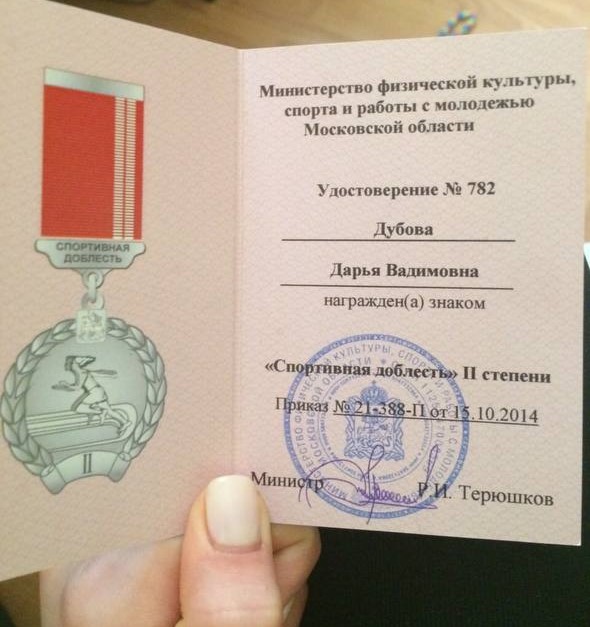 СПОРТИВНАЯ
ДОБЛЕСТЬ
II
Министерство физической культуры,
спорта и работы с молодежью
Московской области
Удостоверение № 782
Дубова
Дарья Вадимовна
награжден(а) знаком
«Спортивная доблесть» II степени
Приказ № 21-388-П от 15.10.2014
Министр Р.И. Терюшков